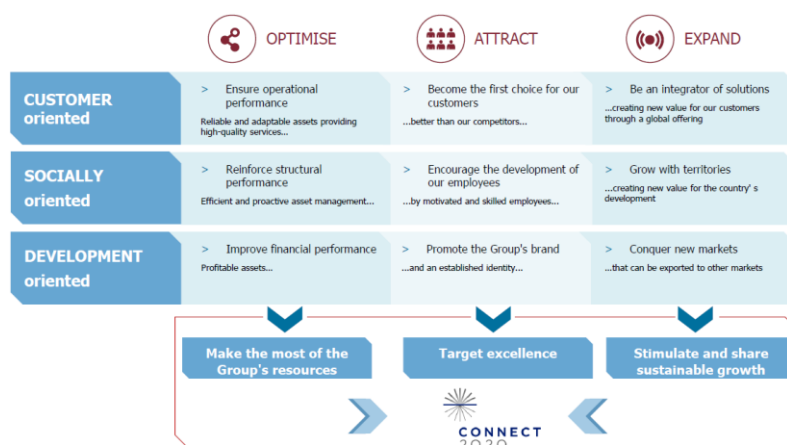 OPTIMISE
ATTRACT
EXPAND
CUSTOMER
oriented
> Ensure operational
performance
Reliable and adaptable assets providing
high-quality services...
> Become the first choice for our
customers
...better than our competitors...
> Be an integrator of solutions
...creating new value for our customers
through a global offering
SOCIALLY
oriented
> Reinforce structural
performance
Efficient and proactive asset management...
> Encourage the development of
our employees
...by motivated and skilled employees...
> Grow with territories
...creating new value for the country' s
development
DEVELOPMENT
oriented
> Improve financial performance
Profitable assets...
> Promote the Group's brand
...and an established identity...
> Conquer new markets
...that can be exported to other markets
Make the most of the
Group's resources
Target excellence
Stimulate and share
sustainable growth
CONNECT
2020